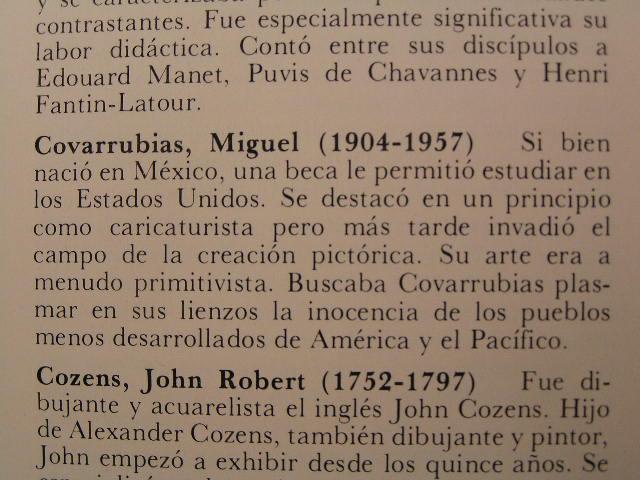 contrastantes. Fue especialmente significativa su
labor didáctica. Contó entre sus discípulos a
Edouard Manet, Puvis de Chavannes y Henri
Fantin-Latour.
Covarrubias, Miguel (1904-1957) Si bien
nació en México, una beca le permitió estudiar en
los Estados Unidos. Se destacó en un principio
como caricaturista pero más tarde invadió el
campo de la creación pictórica. Su arte era a
menudo primitivista. Buscaba Covarrubias plas-
mar en sus lienzos la inocencia de los pueblos
menos desarrollados de América y el Pacífico.
Cozens, John Robert (1752-1797) Fue di-
bujante y acuarelista el inglés John Cozens. Hijo
de Alexander Cozens, también dibujante y pintor,
John empezó a exhibir desde los quince años. Se